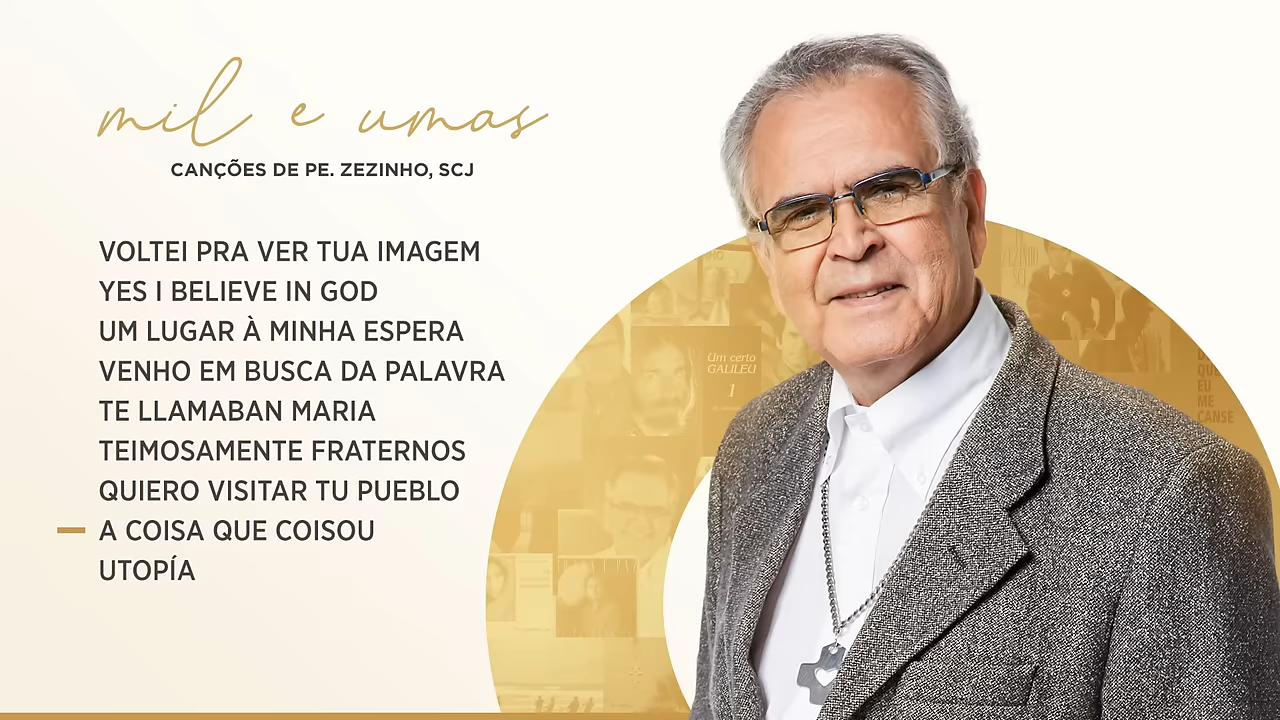 mil e umas
CANÇÕES DE PE. ZEZINHO, SCJ
VOLTEI PRA VER TUA IMAGEM
YES I BELIEVE IN GOD
UM LUGAR À MINHA ESPERA
VENHO EM BUSCA DA PALAVRA
TE LLAMABAN MARIA
TEIMOSAMENTE FRATERNOS
QUIERO VISITAR TU PUEBLO
A COISA QUE COISOU
UTOPÍA
Um certo
GALILEU
1
QUE
EU
ME
CANSE